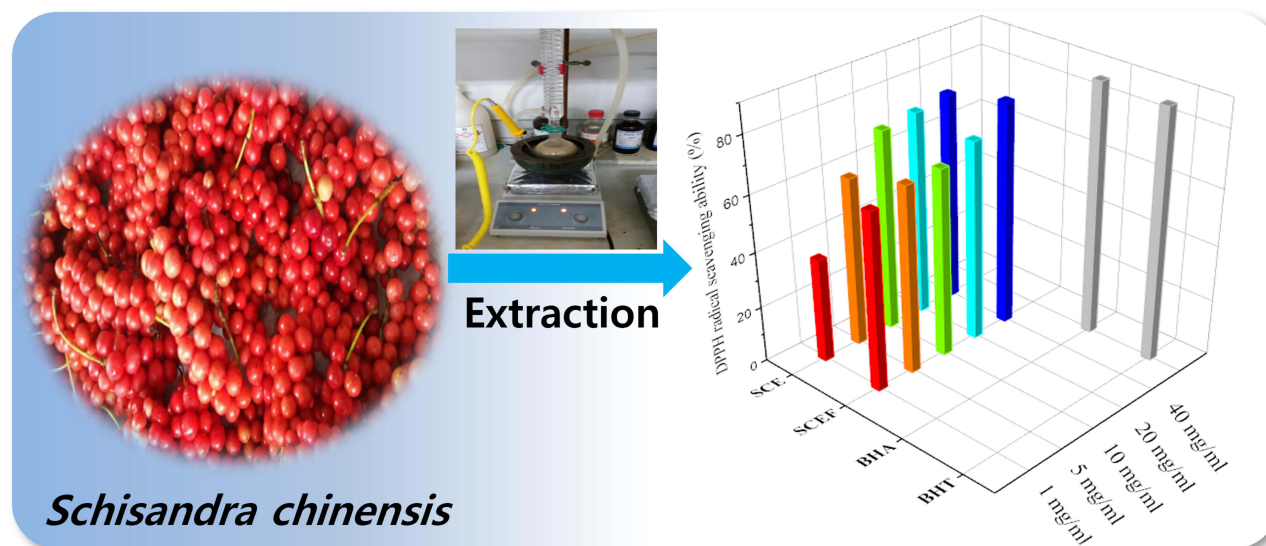 Schisandra chinensis
Extraction
DPPH radical scavenging ability (%)
80
60
40
20
0
SCE
SCEF
BHA
BHT
40 mg/ml
20 mg/ml
10 mg/ml
5 mg/ml
1 mg/ml